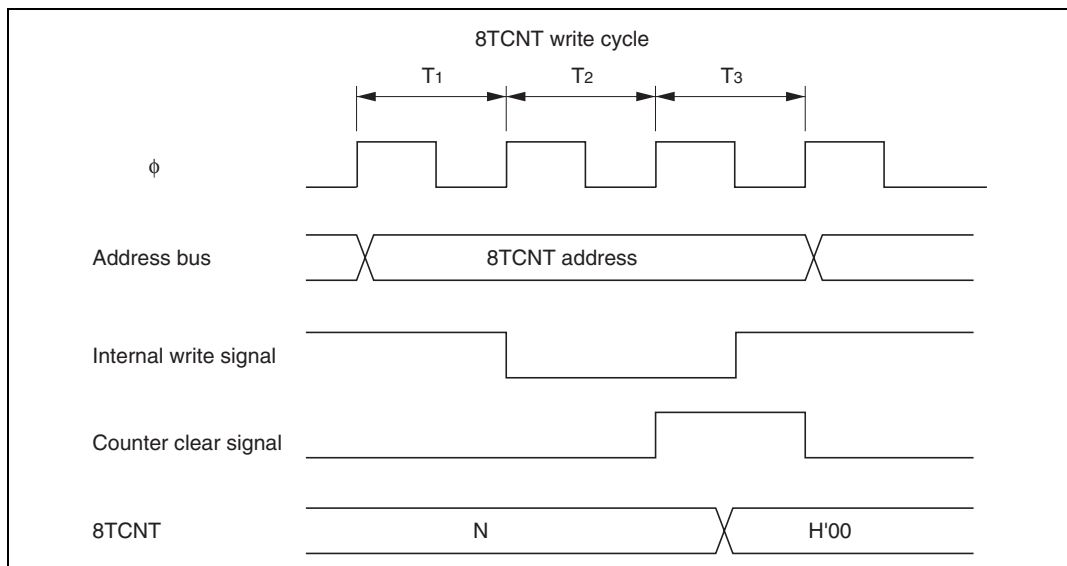 8TCNT write cycle
T1 T2 T3
φ
Address bus 8TCNT address
Internal write signal
Counter clear signal
8TCNT N H'00